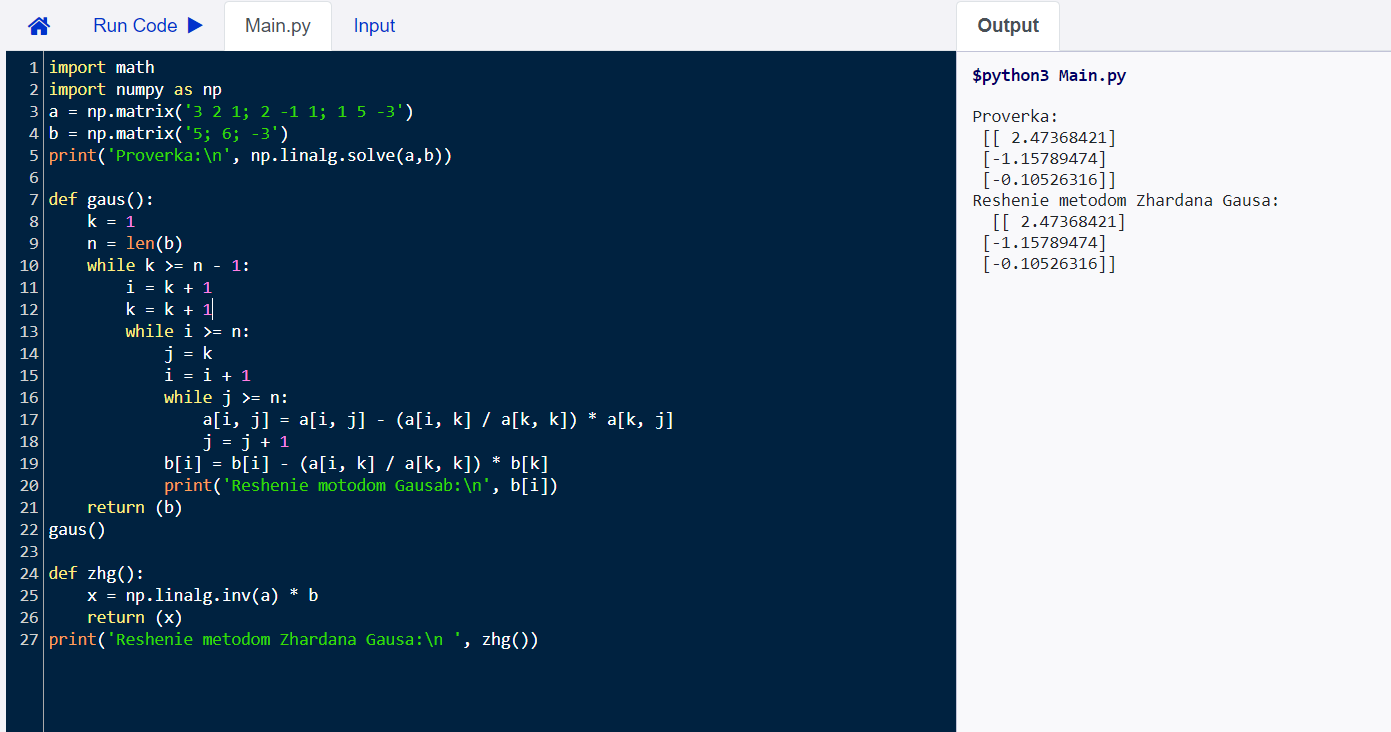 Run Code ▶ Main.py Input
1 import math
2 import numpy as np
3 a = np.matrix('3 2 1; 2 -1 1; 1 5 -3')
4 b = np.matrix('5; 6; -3')
5 print('Proverka:\n', np.linalg.solve(a,b))
6
7 def gaus():
8     k = 1
9     n = len(b)
10     while k >= n - 1:
11         i = k + 1
12         k = k + 1
13         while i >= n:
14             j = k
15             i = i + 1
16             while j >= n:
17                 a[i, j] = a[i, j] - (a[i, k] / a[k, k]) * a[k, j]
18                 j = j + 1
19             b[i] = b[i] - (a[i, k] / a[k, k]) * b[k]
20             print('Reshenie motodom Gausab:\n', b[i])
21     return (b)
22 gaus()
23
24 def zhg():
25     x = np.linalg.inv(a) * b
26     return (x)
27 print('Reshenie metodom Zhardana Gausa:\n ', zhg())
Output
$python3 Main.py
Proverka:
 [[ 2.47368421]
 [-1.15789474]
 [-0.10526316]]
Reshenie metodom Zhardana Gausa:
  [[ 2.47368421]
 [-1.15789474]
 [-0.10526316]]